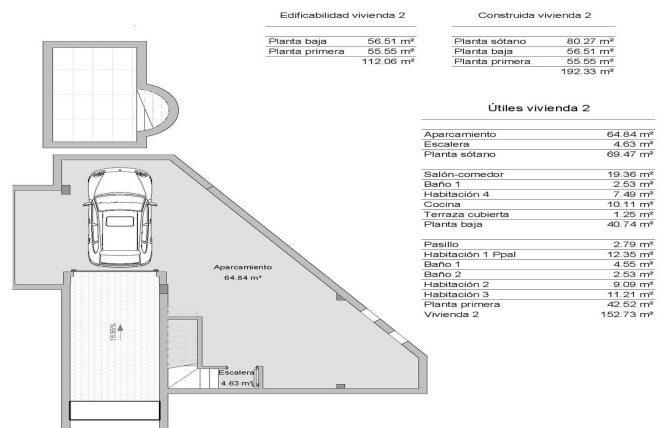 Edificabilidad vivienda 2
Planta baja 56.51 m²
Planta primera 55.55 m²
112.06 m²
Construida vivienda 2
Planta sótano 80.27 m²
Planta baja 56.51 m²
Planta primera 55.55 m²
192.33 m²
Útiles vivienda 2
Aparcamiento 64.84 m²
Escalera 4.63 m²
Planta sótano 69.47 m²
Salón-comedor 19.36 m²
Baño 1 2.53 m²
Habitación 4 7.49 m²
Cocina 10.11 m²
Terraza cubierta 1.25 m²
Planta baja 40.74 m²
Pasillo 2.79 m²
Habitación 1 Ppal 12.35 m²
Baño 1 4.55 m²
Baño 2 2.53 m²
Habitación 2 9.09 m²
Habitación 3 11.21 m²
Planta primera 42.52 m²
Vivienda 2 152.73 m²
Aparcamiento
64.84 m²
Escalera
4.63 m²